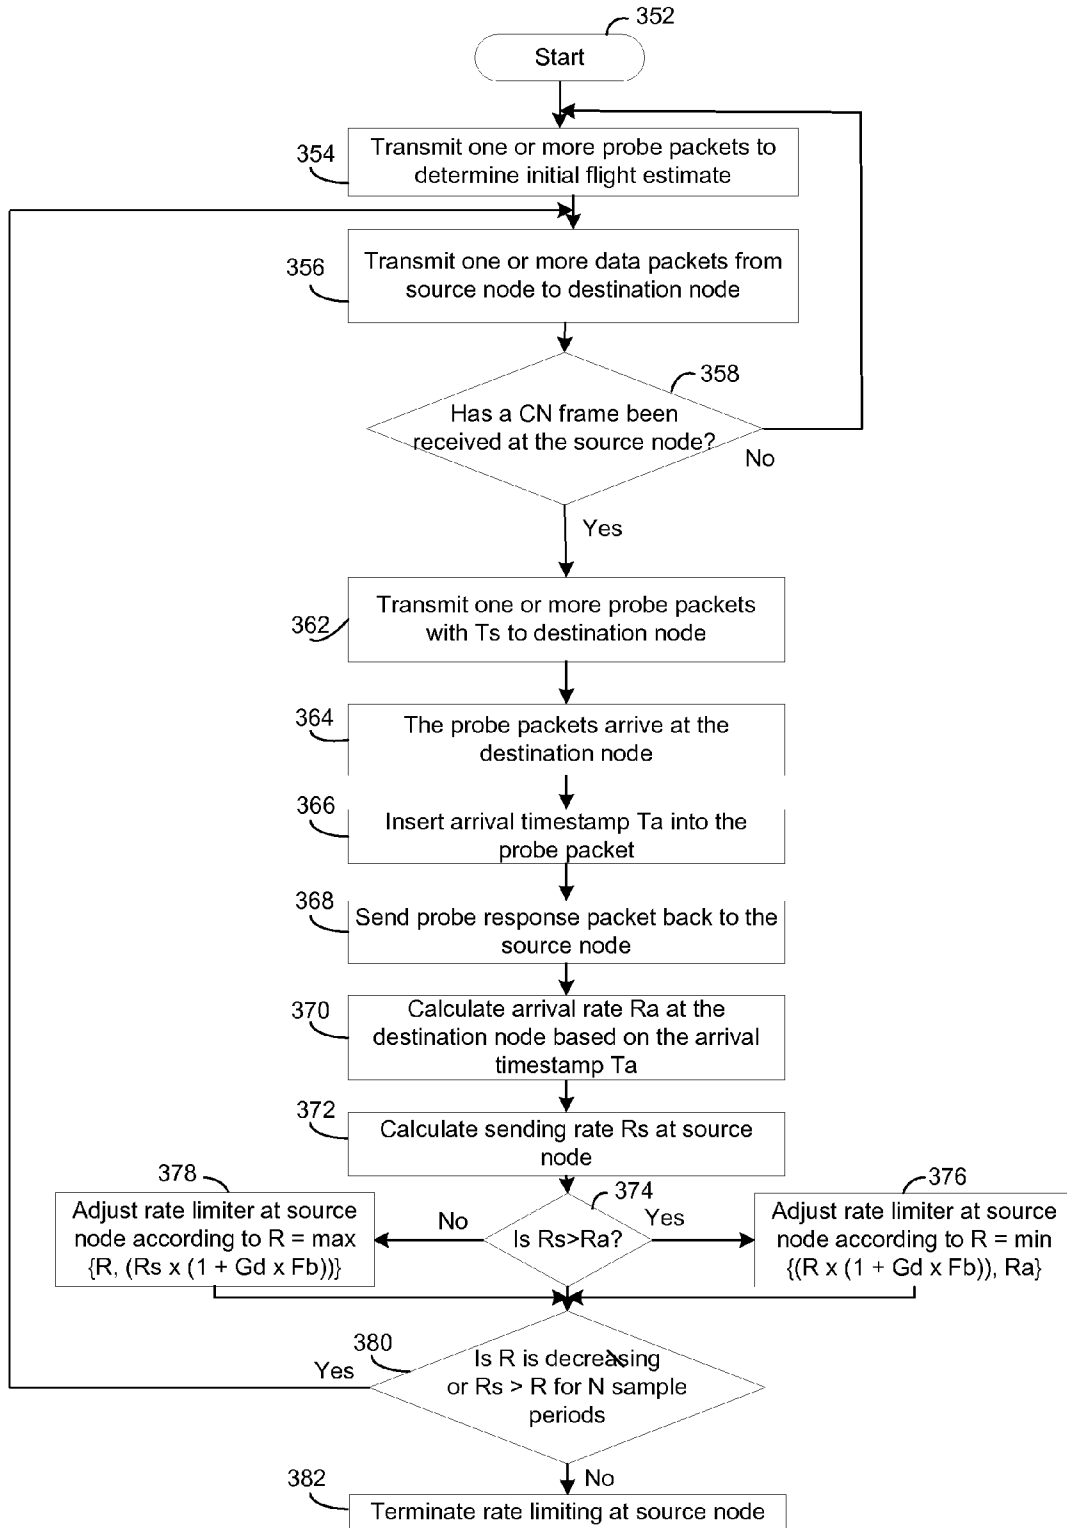 352
Start
354
Transmit one or more probe packets to
determine initial flight estimate
356
Transmit one or more data packets from
source node to destination node
358
Has a CN frame been
received at the source node?
No
Yes
362
Transmit one or more probe packets
with Ts to destination node
364
The probe packets arrive at the
destination node
366
Insert arrival timestamp Ta into the
probe packet
368
Send probe response packet back to the
source node
370
Calculate arrival rate Ra at the
destination node based on the arrival
timestamp Ta
372
Calculate sending rate Rs at source
node
374
Is Rs>Ra?
No
Yes
378
Adjust rate limiter at source
node according to R = max
{R, (Rs x (1 + Gd x Fb))}
376
Adjust rate limiter at source
node according to R = min
{(R x (1 + Gd x Fb)), Ra}
380
Is R is decreasing
or Rs > R for N sample
periods
Yes
No
382
Terminate rate limiting at source node